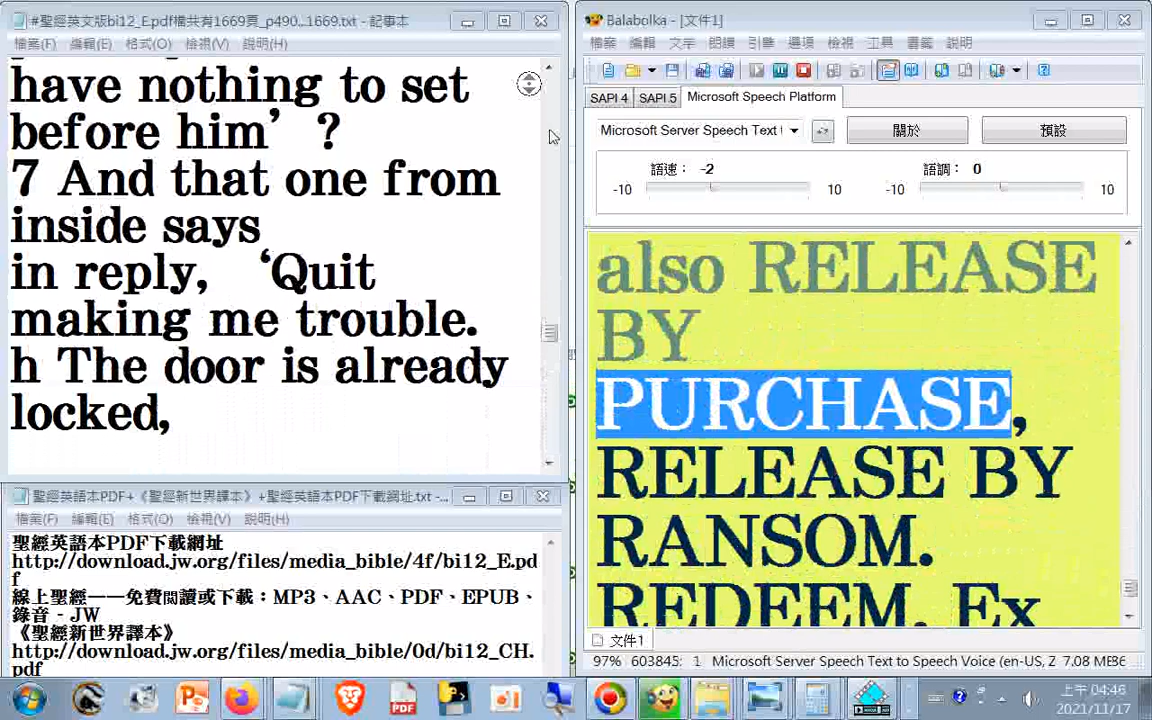 #聖經英文版bi12_E.pdf檔共有1669頁_p490...1669.txt - 記事本
檔案(F) 編輯(E) 格式(O) 檢視(V) 說明(H)
have nothing to set
before him’ ?
7 And that one from
inside says
in reply, ‘Quit
making me trouble.
h The door is already
locked,
聖經英語本PDF+《聖經新世界譯本》+聖經英語本PDF下載網址.txt -...
檔案(F) 編輯(E) 格式(O) 檢視(V) 說明(H)
聖經英語本PDF下載網址
http://download.jw.org/files/media_bible/4f/bi12_E.pd
f
線上聖經——免費閱讀或下載：MP3、AAC、PDF、EPUB、
錄音 - JW
《聖經新世界譯本》
http://download.jw.org/files/media_bible/0d/bi12_CH.
pdf
Balabolka - [文件1]
檔案 編輯 文字 朗讀 引擎 選項 檢視 工具 書籤 說明
SAPI 4 SAPI 5 Microsoft Speech Platform
Microsoft Server Speech Text t 關於 預設
語速： -2 語調： 0
-10 10 -10 10
also RELEASE
BY
PURCHASE,
RELEASE BY
RANSOM.
REDEEM, Ex
文件1
97% 603845: 1 Microsoft Server Speech Text to Speech Voice (en-US, Z 7.08 MБ
上午 04:46
2021/11/17